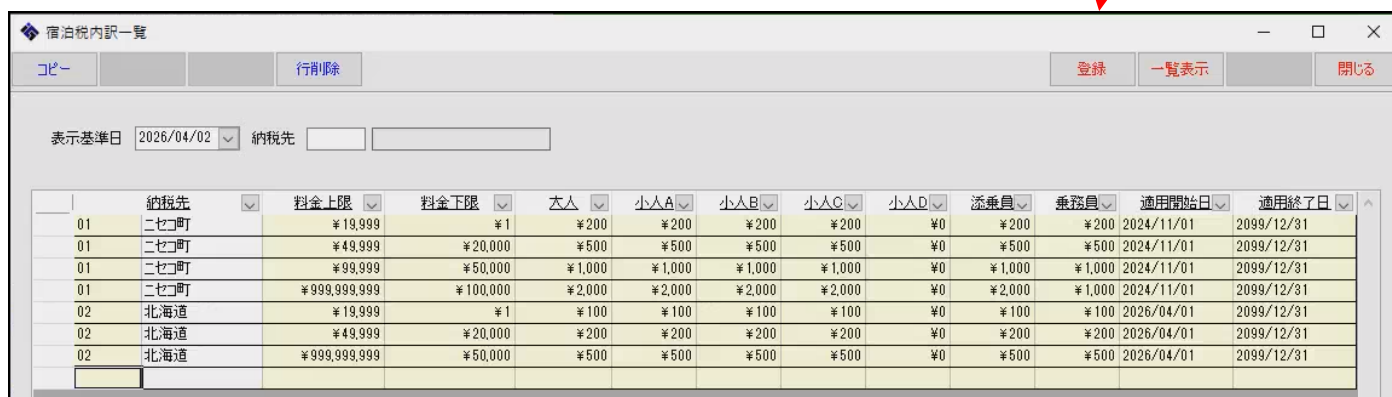 宿泊税内訳一覧
コピー 行削除 登録 一覧表示 閉じる
表示基準日 2026/04/02 納税先
納税先 料金上限 料金下限 大人 小人A 小人B 小人C 小人D 添乗員 乗務員 適用開始日 適用終了日
01 ニセコ町 ¥19,999 ¥1 ¥200 ¥200 ¥200 ¥200 ¥0 ¥200 ¥200 2024/11/01 2099/12/31
01 ニセコ町 ¥49,999 ¥20,000 ¥500 ¥500 ¥500 ¥500 ¥0 ¥500 ¥500 2024/11/01 2099/12/31
01 ニセコ町 ¥99,999 ¥50,000 ¥1,000 ¥1,000 ¥1,000 ¥1,000 ¥0 ¥1,000 ¥1,000 2024/11/01 2099/12/31
01 ニセコ町 ¥999,999,999 ¥100,000 ¥2,000 ¥2,000 ¥2,000 ¥2,000 ¥0 ¥2,000 ¥1,000 2024/11/01 2099/12/31
02 北海道 ¥19,999 ¥1 ¥100 ¥100 ¥100 ¥100 ¥0 ¥100 ¥100 2026/04/01 2099/12/31
02 北海道 ¥49,999 ¥20,000 ¥200 ¥200 ¥200 ¥200 ¥0 ¥200 ¥200 2026/04/01 2099/12/31
02 北海道 ¥999,999,999 ¥50,000 ¥500 ¥500 ¥500 ¥500 ¥0 ¥500 ¥500 2026/04/01 2099/12/31